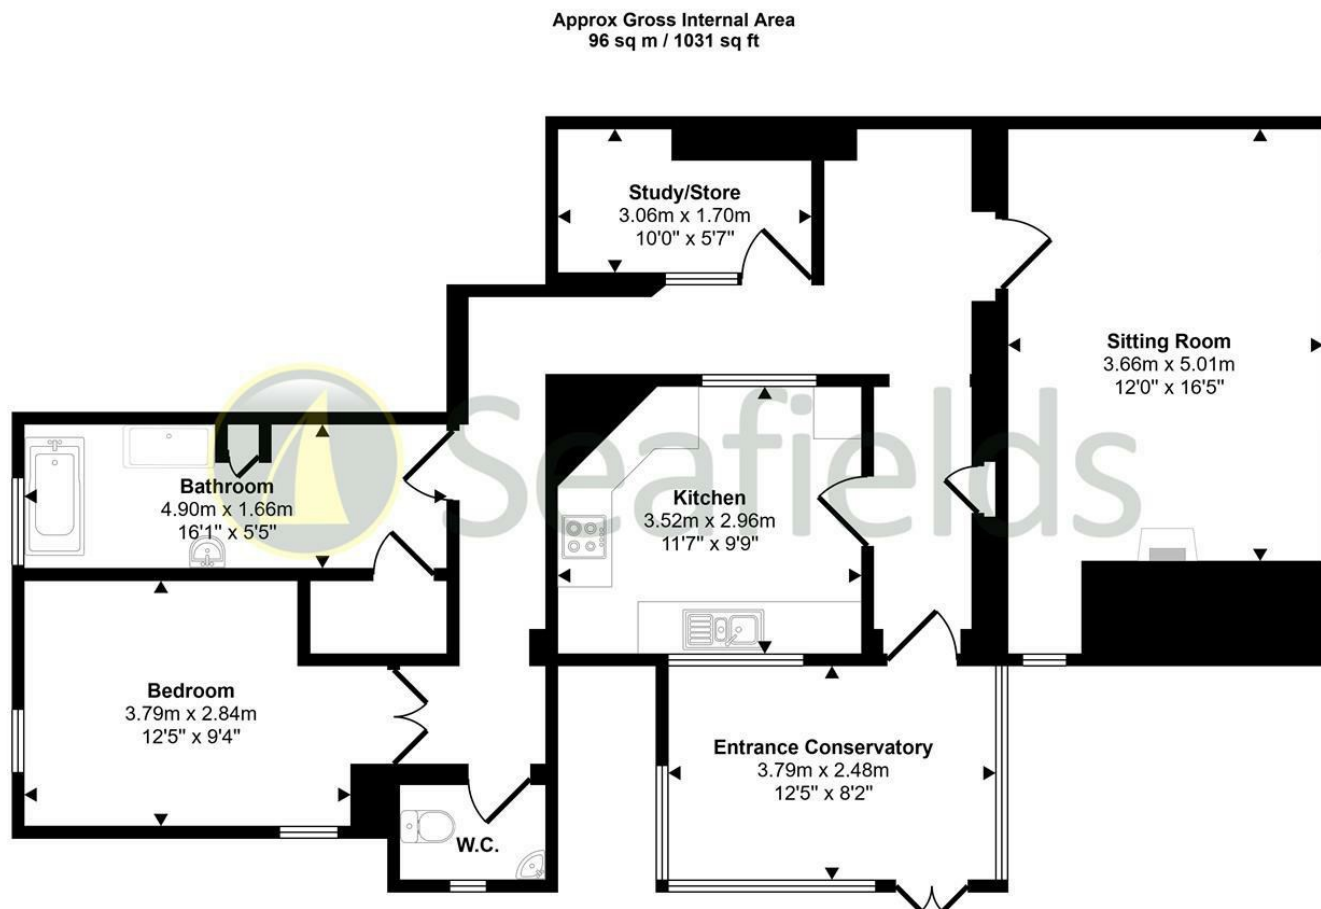 Approx Gross Internal Area
96 sq m / 1031 sq ft
Study/Store
3.06m x 1.70m
10'0" x 5'7"
Sitting Room
3.66m x 5.01m
12'0" x 16'5"
Seafields
Bathroom
4.90m x 1.66m
16'1" x 5'5"
Kitchen
3.52m x 2.96m
11'7" x 9'9"
Bedroom
3.79m x 2.84m
12'5" x 9'4"
Entrance Conservatory
3.79m x 2.48m
12'5" x 8'2"
W.C.